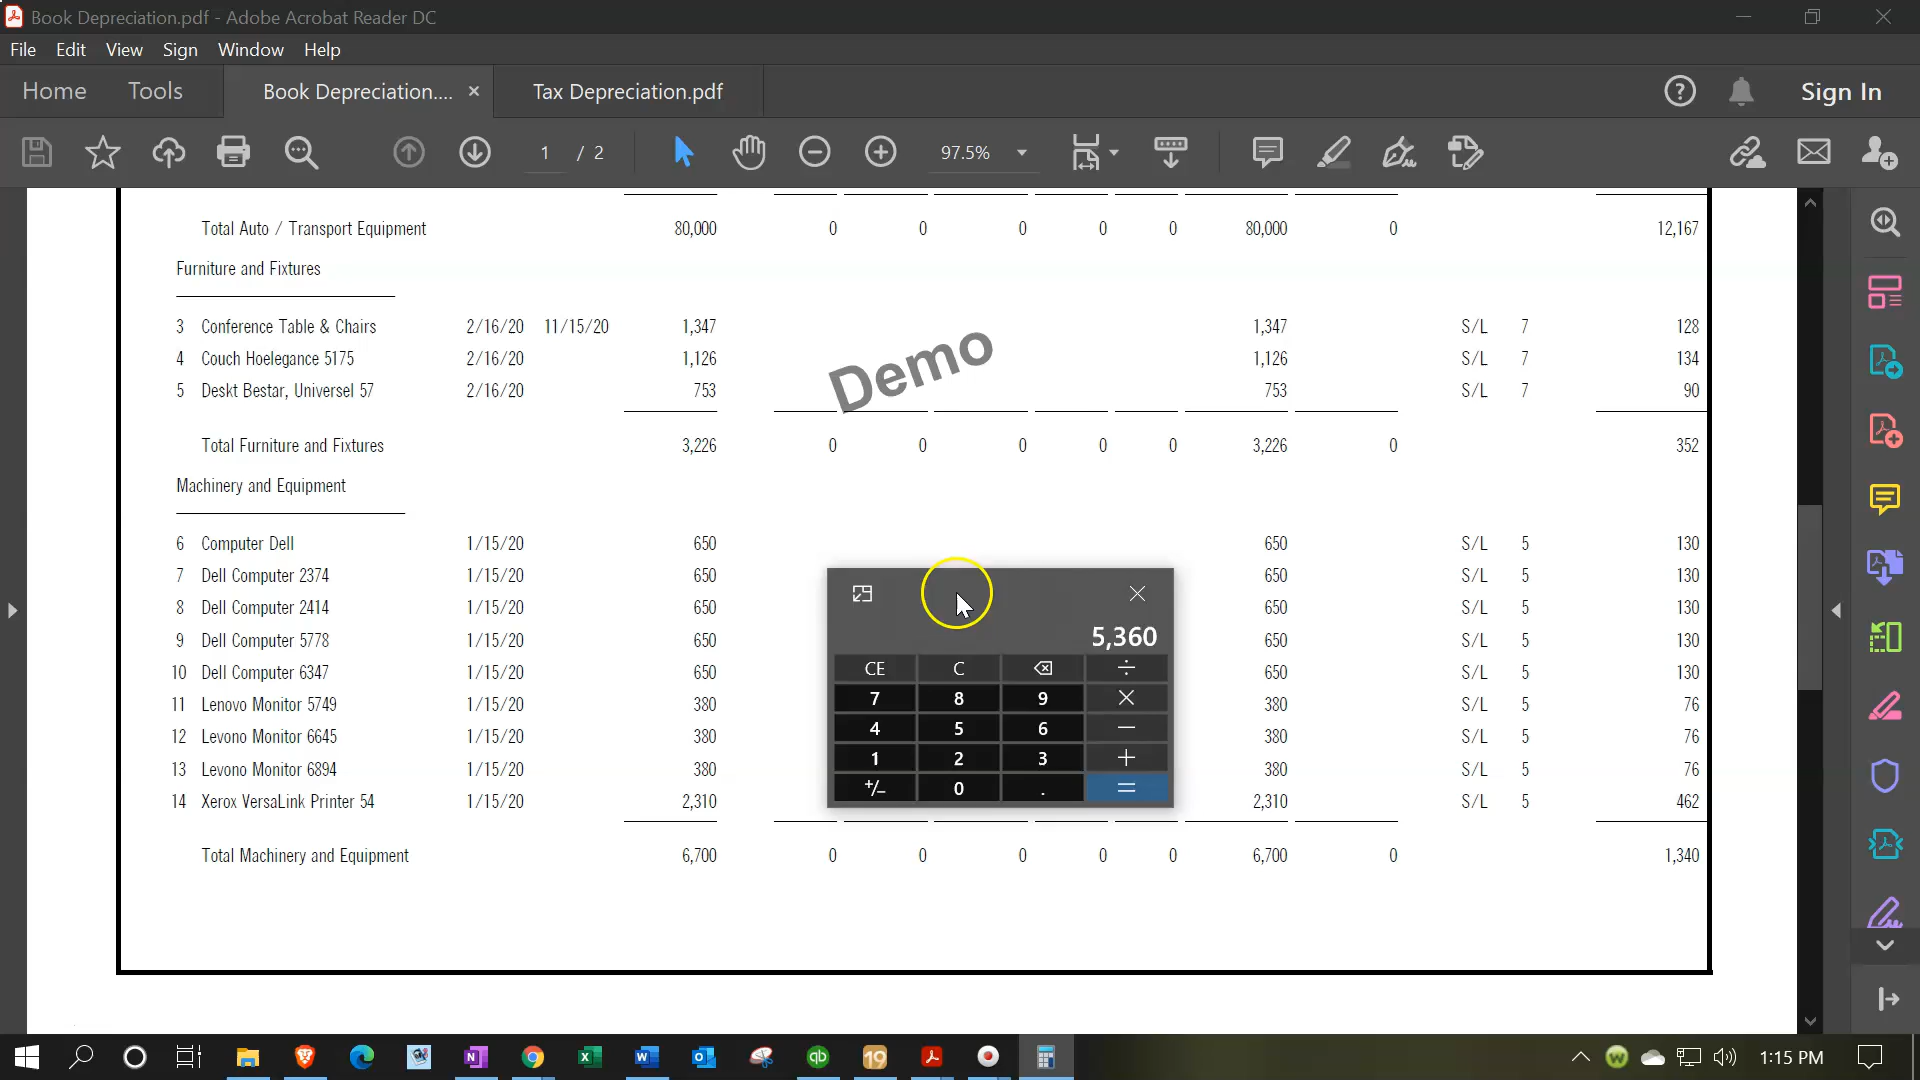 Book Depreciation.pdf - Adobe Acrobat Reader DC
File Edit View Sign Window Help
Home Tools Book Depreciation.... × Tax Depreciation.pdf Sign In
1 / 2 97.5%
Total Auto / Transport Equipment 80,000 0 0 0 0 0 80,000 0 12,167
Furniture and Fixtures
3 Conference Table & Chairs 2/16/20 11/15/20 1,347 1,347 S/L 7 128
4 Couch Hoelegance 5175 2/16/20 1,126 1,126 S/L 7 134
5 Deskt Bestar, Universel 57 2/16/20 753 753 S/L 7 90
Demo
Total Furniture and Fixtures 3,226 0 0 0 0 0 3,226 0 352
Machinery and Equipment
6 Computer Dell 1/15/20 650 650 S/L 5 130
7 Dell Computer 2374 1/15/20 650 650 S/L 5 130
8 Dell Computer 2414 1/15/20 650 650 S/L 5 130
9 Dell Computer 5778 1/15/20 650 650 S/L 5 130
10 Dell Computer 6347 1/15/20 650 650 S/L 5 130
11 Lenovo Monitor 5749 1/15/20 380 380 S/L 5 76
12 Levono Monitor 6645 1/15/20 380 380 S/L 5 76
13 Levono Monitor 6894 1/15/20 380 380 S/L 5 76
14 Xerox VersaLink Printer 54 1/15/20 2,310 2,310 S/L 5 462
Total Machinery and Equipment 6,700 0 0 0 0 0 6,700 0 1,340
5,360
CE C ÷
7 8 9 ×
4 5 6 −
1 2 3 +
+/− 0 . =
19 1:15 PM